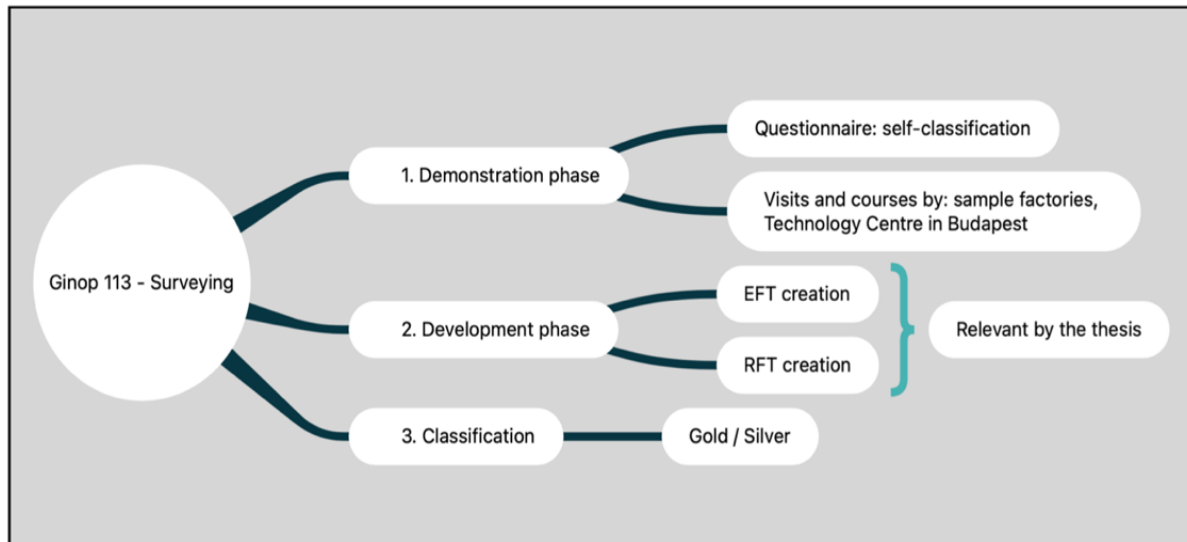 Ginop 113 - Surveying
1. Demonstration phase
Questionnaire: self-classification
Visits and courses by: sample factories,
Technology Centre in Budapest
2. Development phase
EFT creation
RFT creation
Relevant by the thesis
3. Classification
Gold / Silver